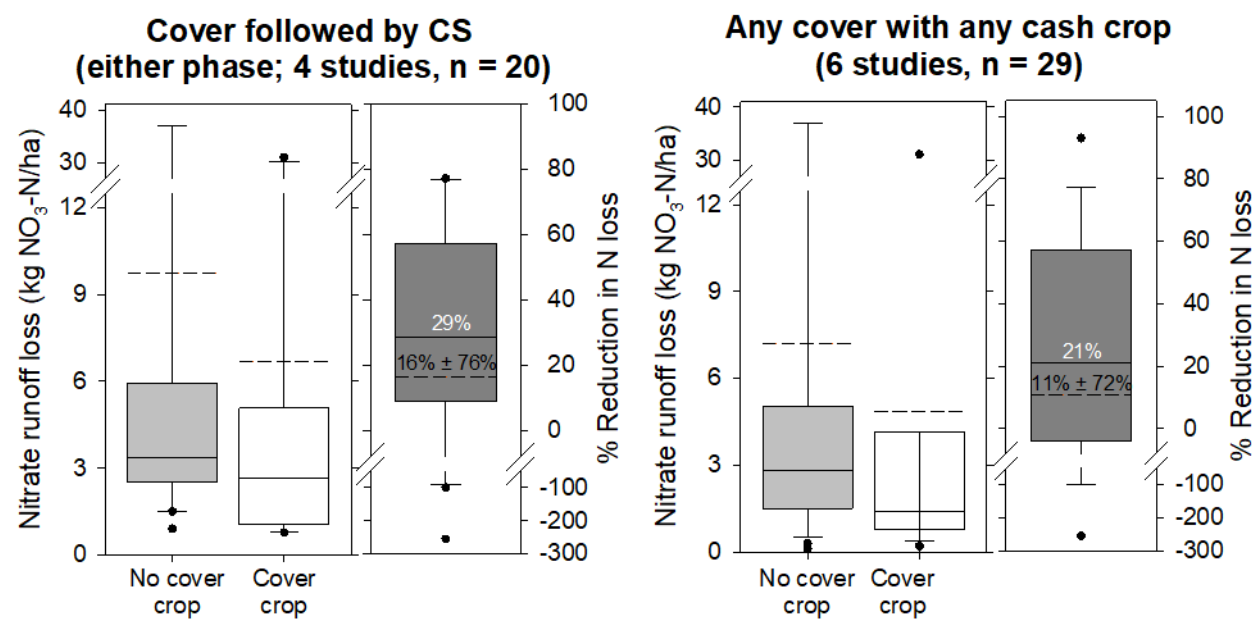 Cover followed by CS
(either phase; 4 studies, n = 20)
Nitrate runoff loss (kg NO₃-N/ha)
40
30
12
9
6
3
0
No cover
crop
Cover
crop
29%
16% ± 76%
100
80
60
40
20
0
-100
-200
-300
% Reduction in N loss
Any cover with any cash crop
(6 studies, n = 29)
Nitrate runoff loss (kg NO₃-N/ha)
40
30
12
9
6
3
0
No cover
crop
Cover
crop
21%
11% ± 72%
100
80
60
40
20
0
-100
-200
-300
% Reduction in N loss